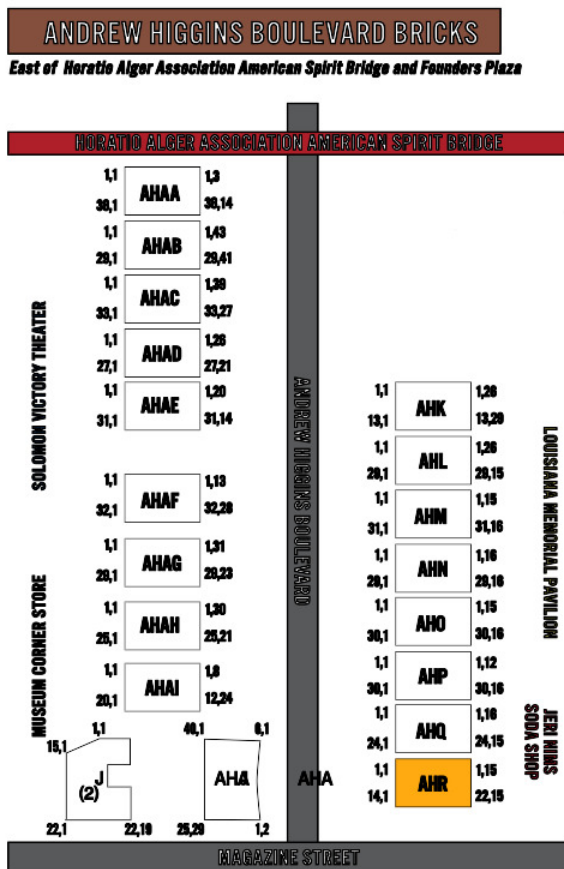 ANDREW HIGGINS BOULEVARD BRICKS
East of Horatio Alger Association American Spirit Bridge and Founders Plaza
HORATIO ALGER ASSOCIATION AMERICAN SPIRIT BRIDGE
1,1 1,3
AHAA
38,1 38,14
1,1 1,43
AHAB
29,1 29,41
1,1 1,39
AHAC
33,1 33,27
1,1 1,26
AHAD
27,1 27,21
1,1 1,20
AHAE
31,1 31,14
1,1 1,13
AHAF
32,1 32,28
1,1 1,31
AHAG
29,1 29,23
1,1 1,30
AHAH
25,1 25,21
1,1 1,8
AHAI
20,1 12,24
SOLOMON VICTORY THEATER
MUSEUM CORNER STORE
1,1
15,1
J
(2)
22,1 22,19
40,1 6,1
25,29 1,2
AHA
ANDREW HIGGINS BOULEVARD
1,1 1,26
AHK
13,1 13,29
1,1 1,26
AHL
29,1 29,15
1,1 1,15
AHM
31,1 31,16
1,1 1,16
AHN
29,1 29,16
1,1 1,15
AHO
30,1 30,16
1,1 1,12
AHP
30,1 30,16
1,1 1,16
AHQ
24,1 24,15
1,1 1,15
AHR
14,1 22,15
LOUISIANA MEMORIAL PAVILION
JERI NIMS
SODA SHOP
MAGAZINE STREET